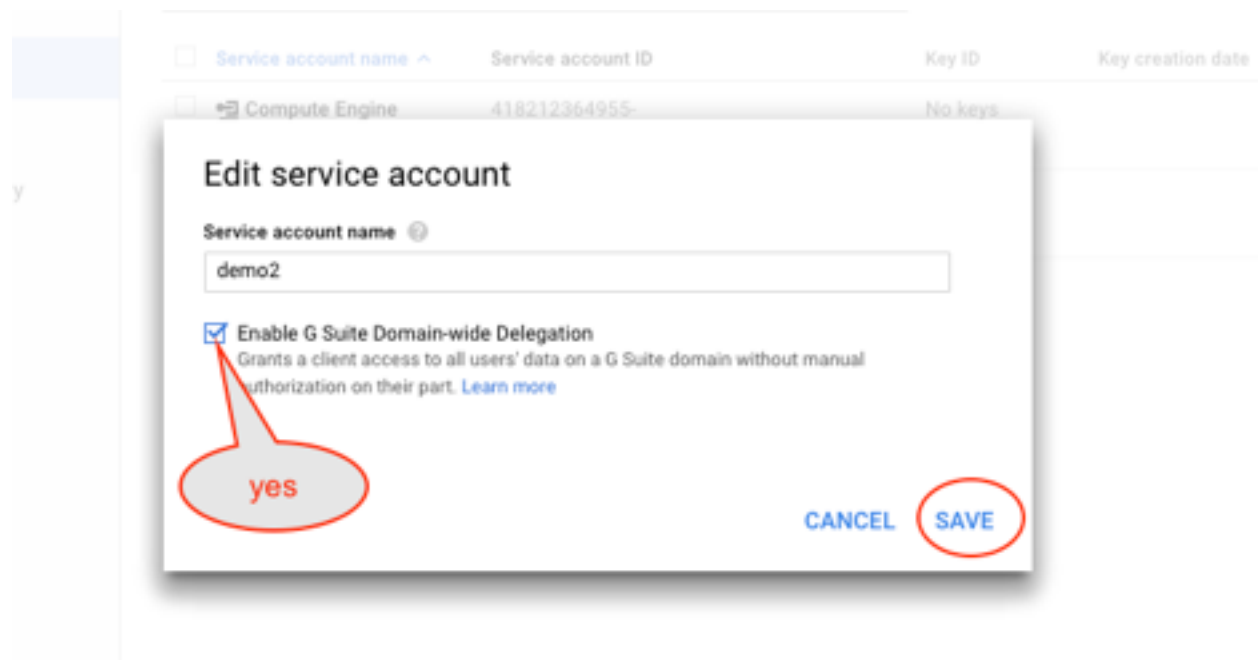 Service account name
Service account ID
Key ID
Key creation date
Compute Engine
418212364955-
No keys
y
Edit service account
Service account name
demo2
Enable G Suite Domain-wide Delegation
Grants a client access to all users' data on a G Suite domain without manual
authorization on their part. Learn more
yes
CANCEL
SAVE